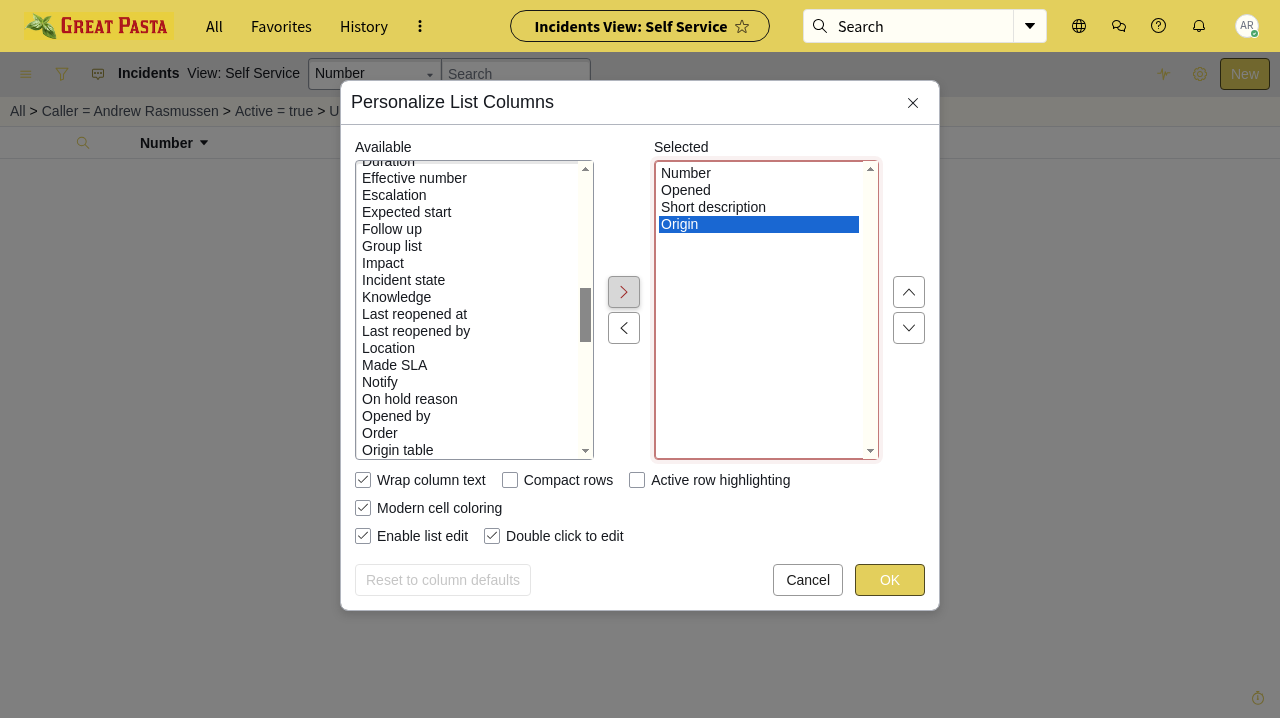 GREAT PASTA
All
Favorites
History
Incidents View: Self Service
Search
AR
Incidents View: Self Service
Number
Search
New
All > Caller = Andrew Rasmussen > Active = true > U
Number
Personalize List Columns
Available
Duration
Effective number
Escalation
Expected start
Follow up
Group list
Impact
Incident state
Knowledge
Last reopened at
Last reopened by
Location
Made SLA
Notify
On hold reason
Opened by
Order
Origin table
Selected
Number
Opened
Short description
Origin
Wrap column text
Compact rows
Active row highlighting
Modern cell coloring
Enable list edit
Double click to edit
Reset to column defaults
Cancel
OK